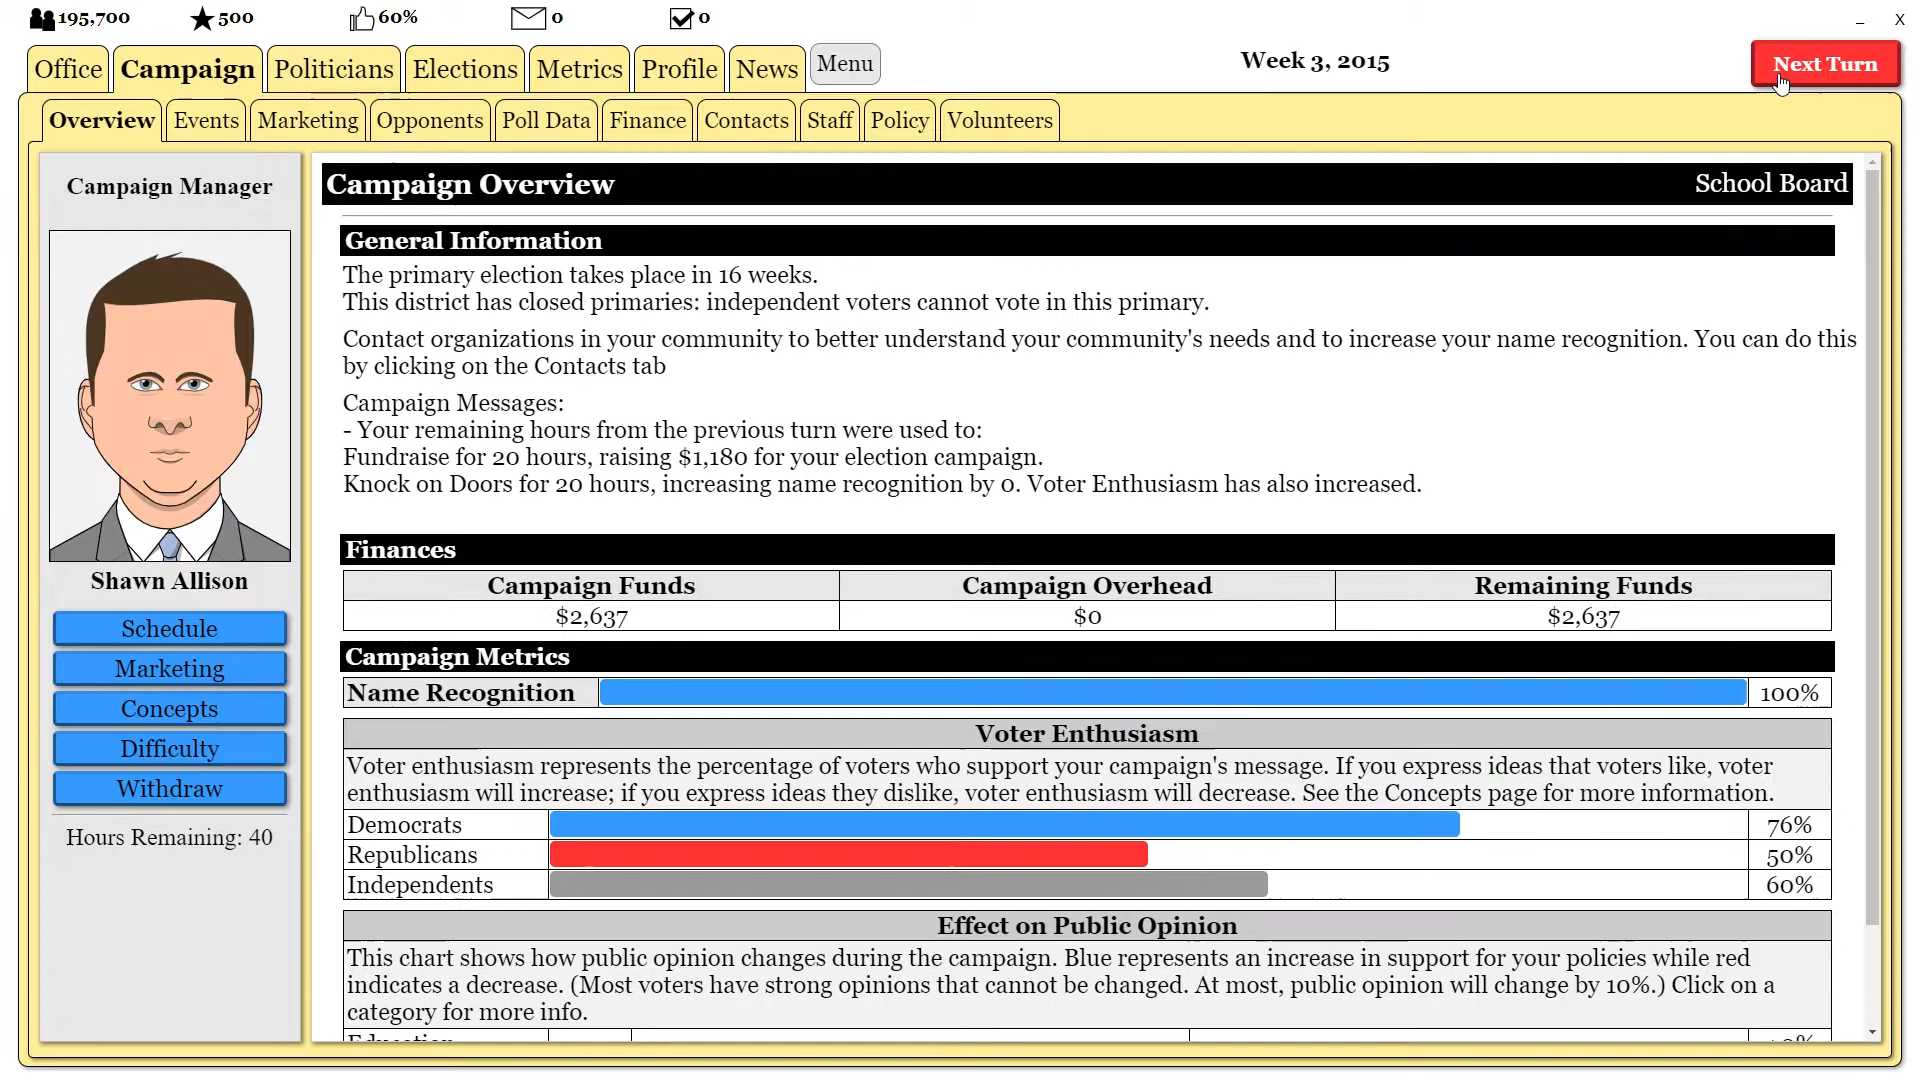 195,700 500 60% 0 0
_ X
Office Campaign Politicians Elections Metrics Profile News Menu Week 3, 2015 Next Turn
Overview Events Marketing Opponents Poll Data Finance Contacts Staff Policy Volunteers
Campaign Manager
Shawn Allison
Schedule
Marketing
Concepts
Difficulty
Withdraw
Hours Remaining: 40
Campaign Overview School Board
General Information
The primary election takes place in 16 weeks.
This district has closed primaries: independent voters cannot vote in this primary.
Contact organizations in your community to better understand your community's needs and to increase your name recognition. You can do this
by clicking on the Contacts tab
Campaign Messages:
- Your remaining hours from the previous turn were used to:
Fundraise for 20 hours, raising $1,180 for your election campaign.
Knock on Doors for 20 hours, increasing name recognition by 0. Voter Enthusiasm has also increased.
Finances
Campaign Funds Campaign Overhead Remaining Funds
$2,637 $0 $2,637
Campaign Metrics
Name Recognition 100%
Voter Enthusiasm
Voter enthusiasm represents the percentage of voters who support your campaign's message. If you express ideas that voters like, voter
enthusiasm will increase; if you express ideas they dislike, voter enthusiasm will decrease. See the Concepts page for more information.
Democrats 76%
Republicans 50%
Independents 60%
Effect on Public Opinion
This chart shows how public opinion changes during the campaign. Blue represents an increase in support for your policies while red
indicates a decrease. (Most voters have strong opinions that cannot be changed. At most, public opinion will change by 10%.) Click on a
category for more info.
Education